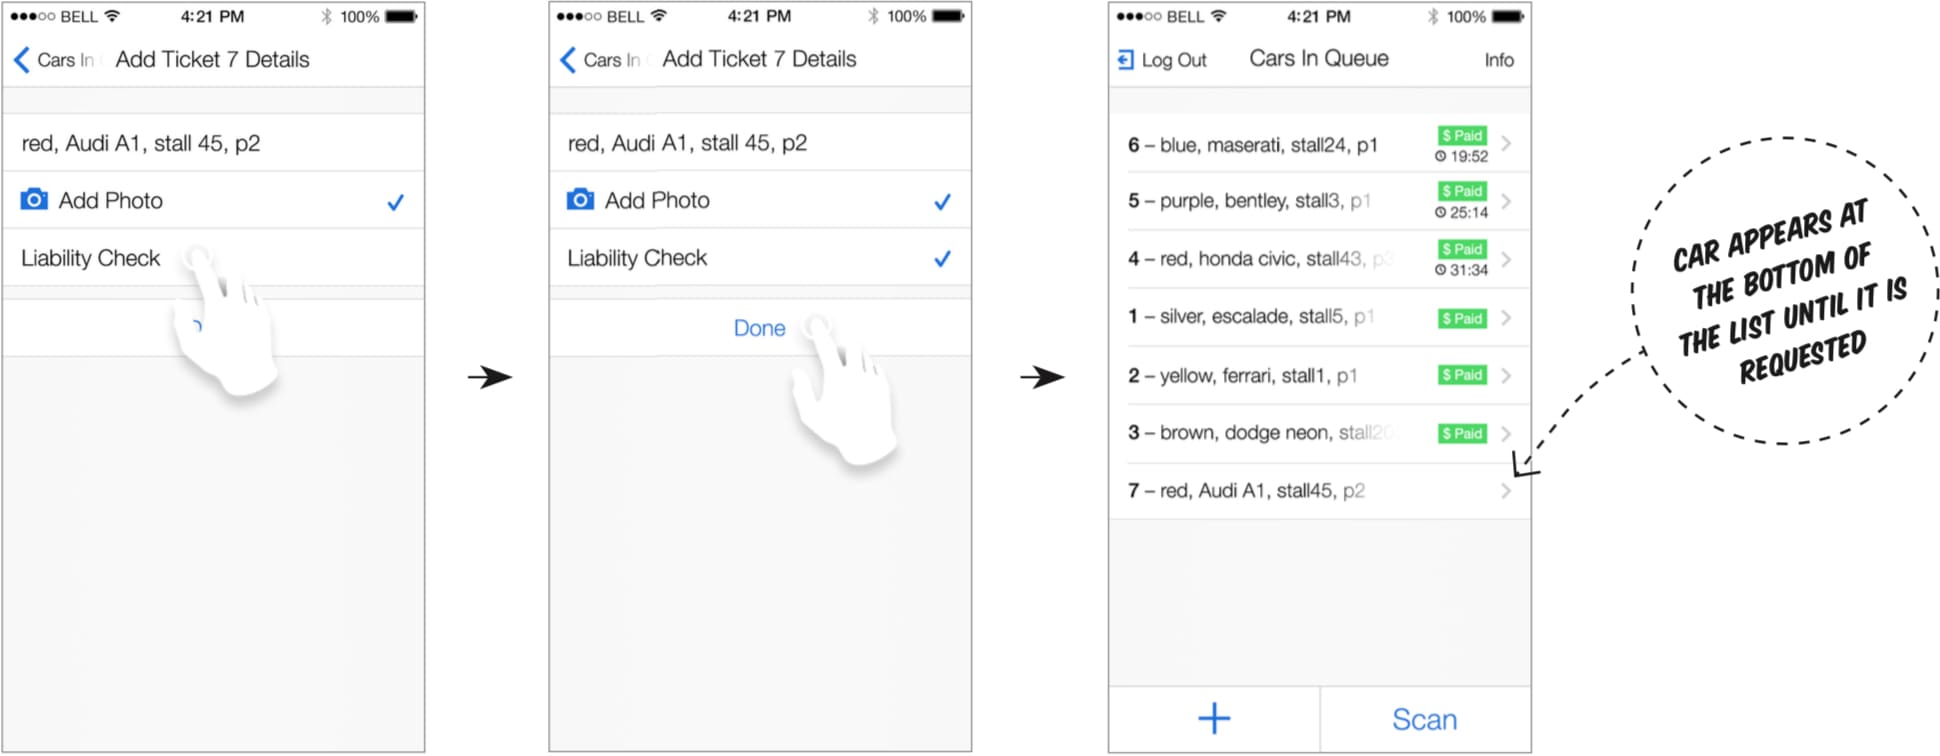 BELL 4:21 PM 100%
Cars In Add Ticket 7 Details
red, Audi A1, stall 45, p2
Add Photo
Liability Check
BELL 4:21 PM 100%
Cars In Add Ticket 7 Details
red, Audi A1, stall 45, p2
Add Photo
Liability Check
Done
BELL 4:21 PM 100%
Log Out Cars In Queue Info
6 – blue, maserati, stall24, p1 $ Paid
19:52
5 – purple, bentley, stall3, p1 $ Paid
25:14
4 – red, honda civic, stall43, p3 $ Paid
31:34
1 – silver, escalade, stall5, p1 $ Paid
2 – yellow, ferrari, stall1, p1 $ Paid
3 – brown, dodge neon, stall20 $ Paid
7 – red, Audi A1, stall45, p2
+ Scan
CAR APPEARS AT
THE BOTTOM OF
THE LIST UNTIL IT IS
REQUESTED